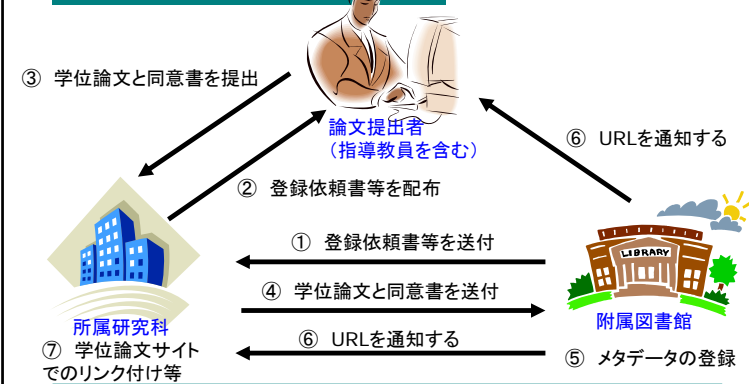 ③ 学位論文と同意書を提出
論文提出者
（指導教員を含む）
⑥ URLを通知する
② 登録依頼書等を配布
① 登録依頼書等を送付
LIBRARY
④ 学位論文と同意書を送付
所属研究科
附属図書館
⑥ URLを通知する
⑦ 学位論文サイト
でのリンク付け等
⑤ メタデータの登録